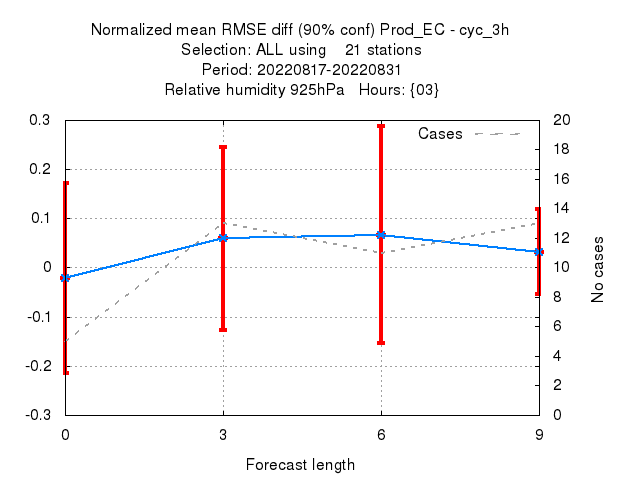 Normalized mean RMSE diff (90% conf) Prod_EC - cyc_3h
Selection: ALL using    21 stations
Period: 20220817-20220831
Relative humidity 925hPa   Hours: {03}
Cases
0.3
0.2
0.1
0
-0.1
-0.2
-0.3
20
18
16
14
12
10
8
6
4
2
0
No cases
0 3 6 9
Forecast length